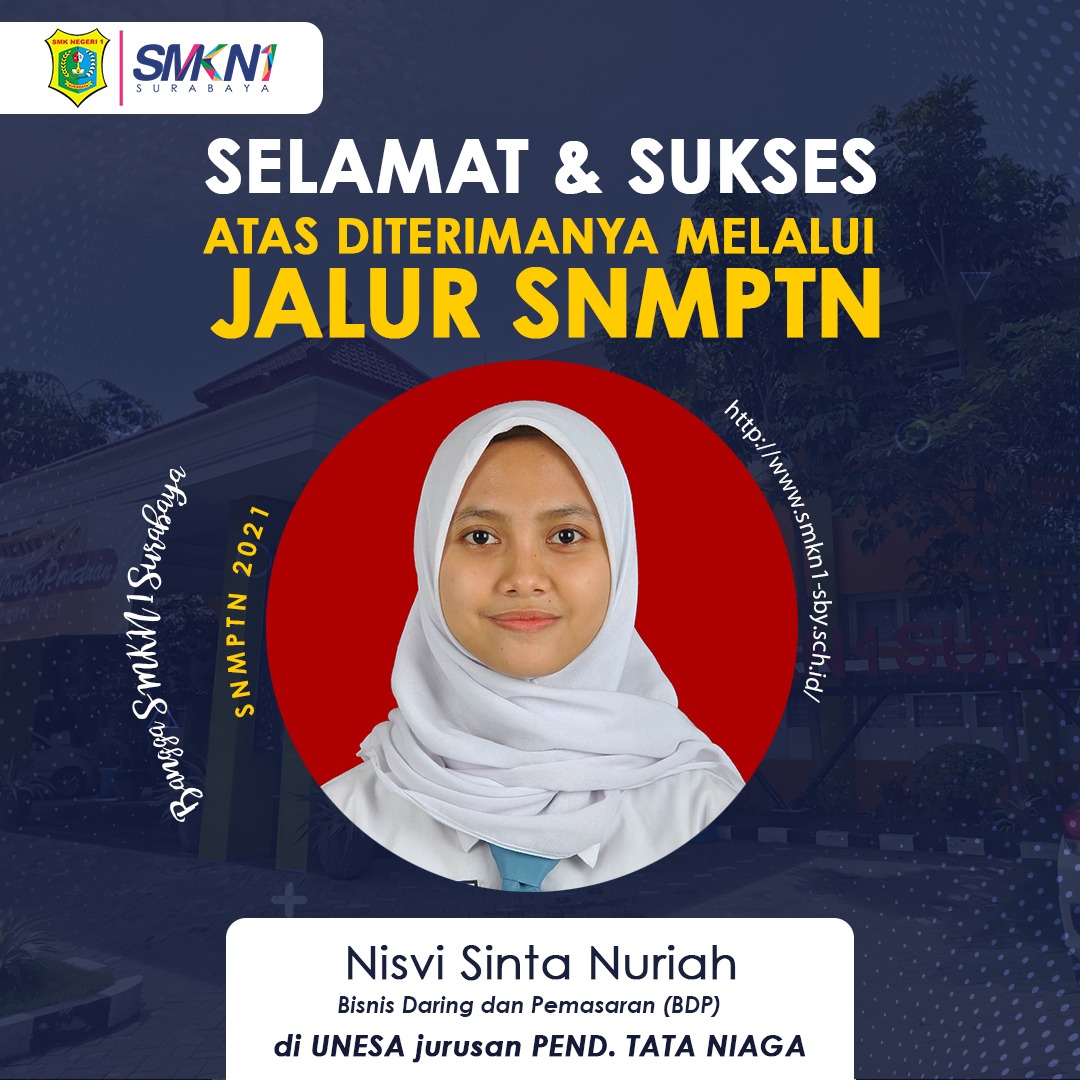 SMK NEGERI 1
SURABAYA
SMKN1
SURABAYA
SELAMAT & SUKSES
ATAS DITERIMANYA MELALUI
JALUR SNMPTN
Bangga SMKN 1 Surabaya
SNMPTN 2021
http://www.smkn1-sby.sch.id/
Nisvi Sinta Nuriah
Bisnis Daring dan Pemasaran (BDP)
di UNESA jurusan PEND. TATA NIAGA